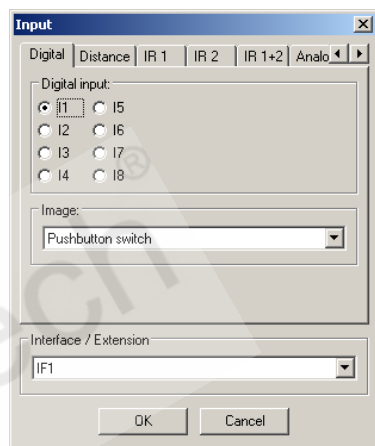 Input
Digital Distance IR 1 IR 2 IR 1+2 Analo
Digital input:
I1 I5
I2 I6
I3 I7
I4 I8
Image:
Pushbutton switch
Interface / Extension
IF1
OK Cancel
tech®